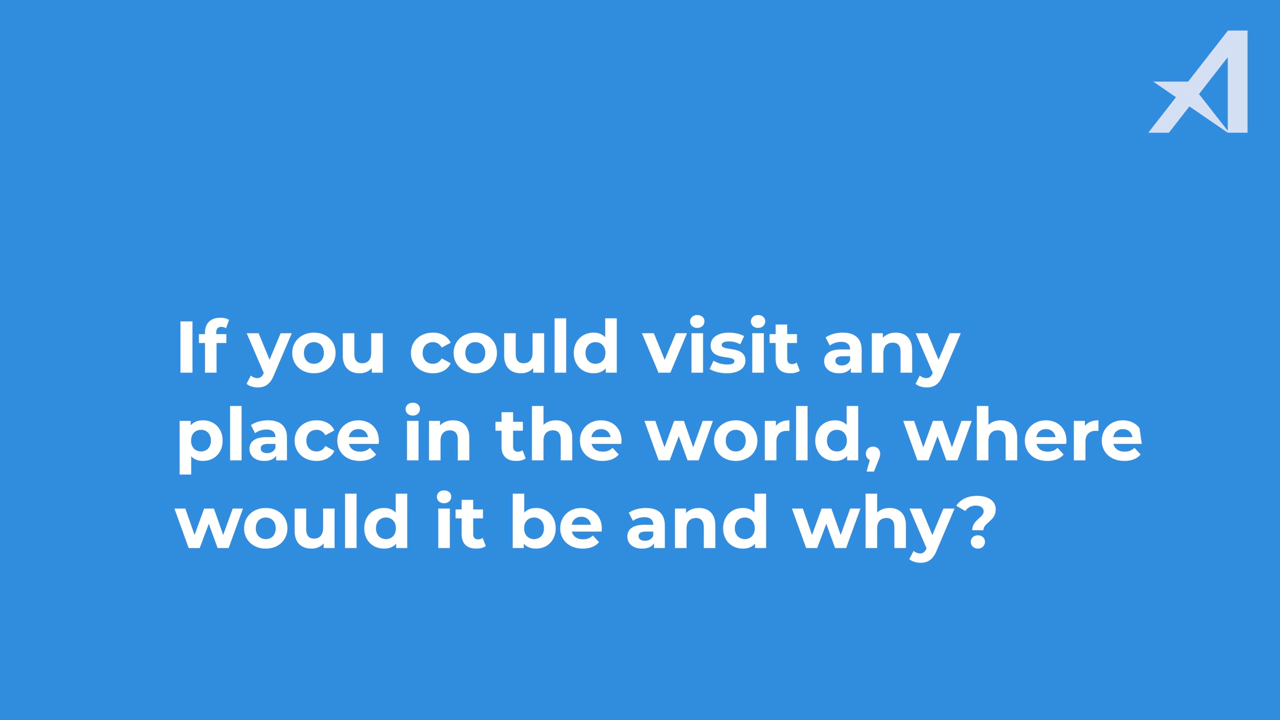 If you could visit any
place in the world, where
would it be and why?